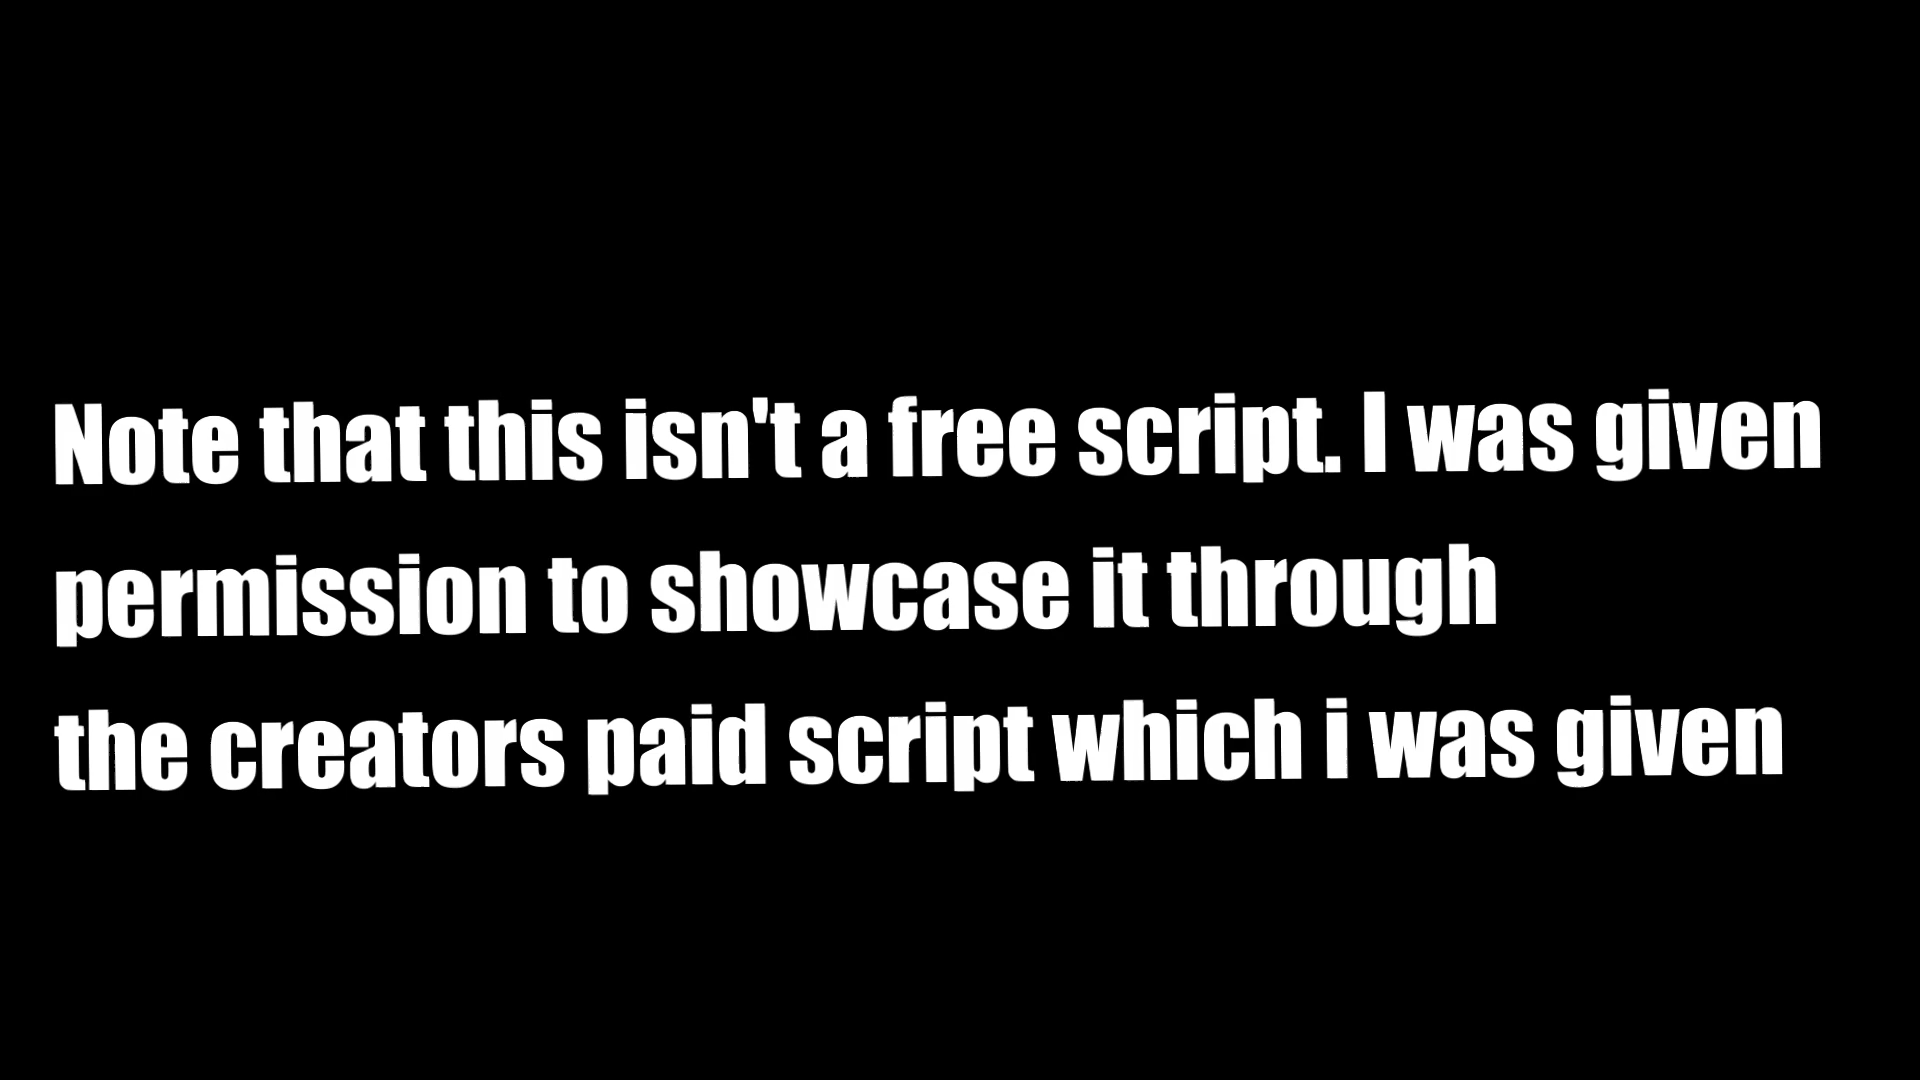 Note that this isn't a free script. I was given
permission to showcase it through
the creators paid script which i was given